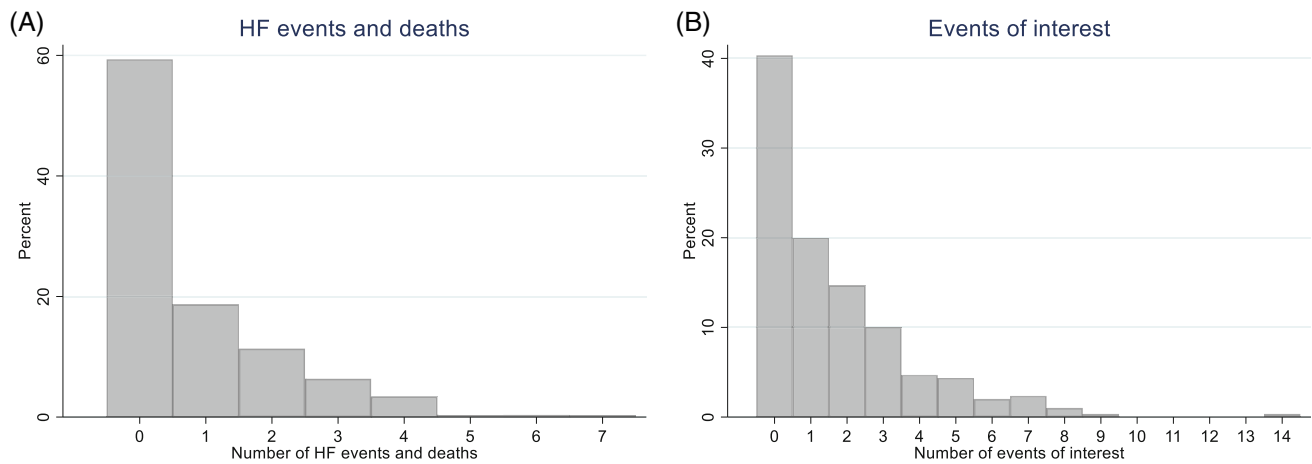 (A)
HF events and deaths
Percent
60
40
20
0
0 1 2 3 4 5 6 7
Number of HF events and deaths
(B)
Events of interest
Percent
40
30
20
10
0
0 1 2 3 4 5 6 7 8 9 10 11 12 13 14
Number of events of interest